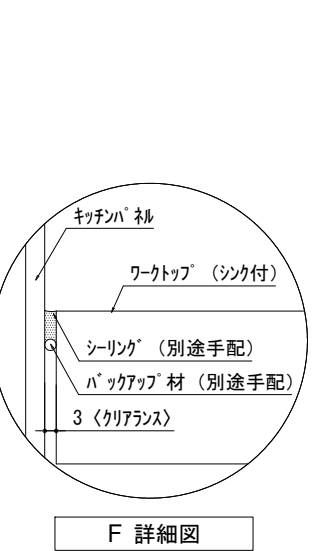 ｷｯﾁﾝﾊﾟﾈﾙ
ﾜｰｸﾄｯﾌﾟ（ｼﾝｸ付）
ｼｰﾘﾝｸﾞ（別途手配）
ﾊﾞｯｸｱｯﾌﾟ材（別途手配）
3〈ｸﾘｱﾗﾝｽ〉
F 詳細図